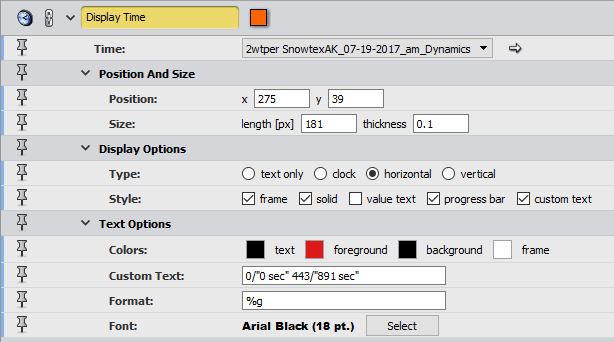 Display Time
Time: 2wtper SnowtexAK_07-19-2017_am_Dynamics
Position And Size
Position: x 275 y 39
Size: length [px] 181 thickness 0.1
Display Options
Type: text only clock horizontal vertical
Style: frame solid value text progress bar custom text
Text Options
Colors: text foreground background frame
Custom Text: 0/"0 sec" 443/"891 sec"
Format: %g
Font: Arial Black (18 pt.) Select